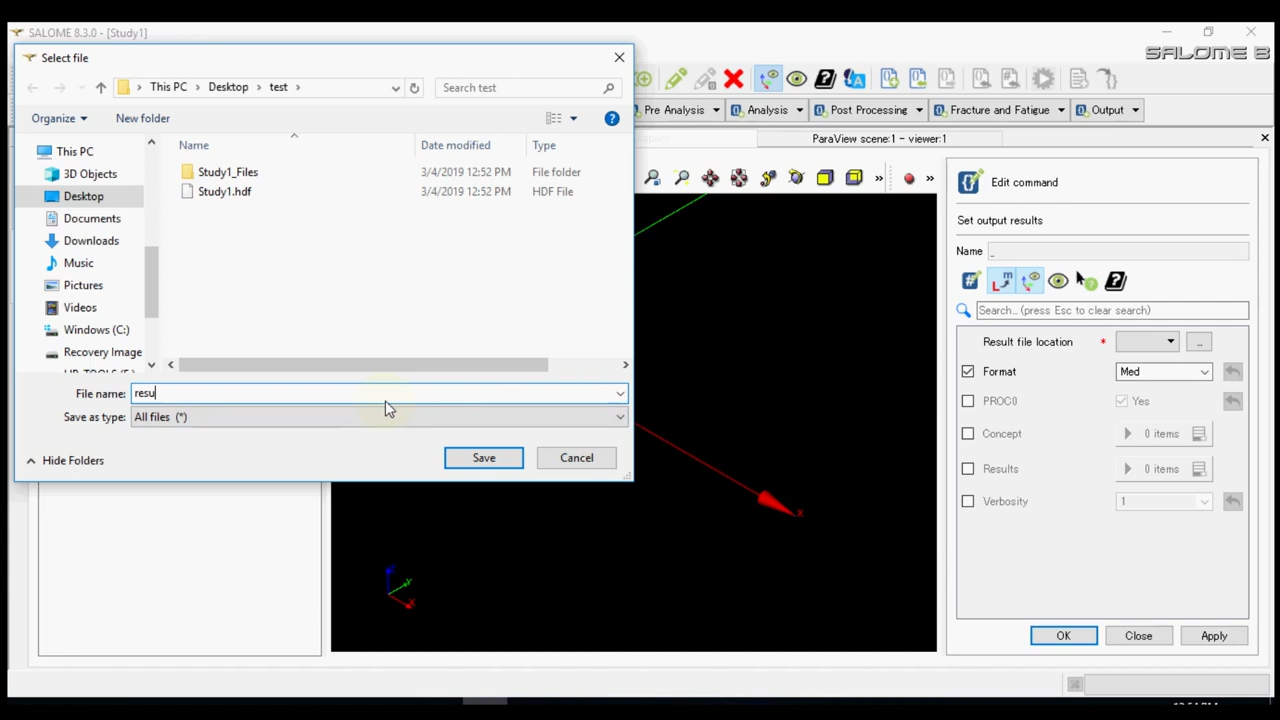 SALOME 8.3.0 - [Study1]
SALOME 8
Select file
This PC > Desktop > test >
Search test
Organize
New folder
Name
Date modified
Type
This PC
3D Objects
Desktop
Documents
Downloads
Music
Pictures
Videos
Windows (C:)
Recovery Image
Study1_Files
3/4/2019 12:52 PM
File folder
Study1.hdf
3/4/2019 12:52 PM
HDF File
File name:
resu
Save as type:
All files (*)
Hide Folders
Save
Cancel
Pre Analysis
Analysis
Post Processing
Fracture and Fatigue
Output
ParaView scene:1 - viewer:1
X
Y
X
Edit command
Set output results
Name
_
Search... (press Esc to clear search)
Result file location
*
...
Format
Med
PROC0
Yes
Concept
0 items
Results
0 items
Verbosity
1
OK
Close
Apply